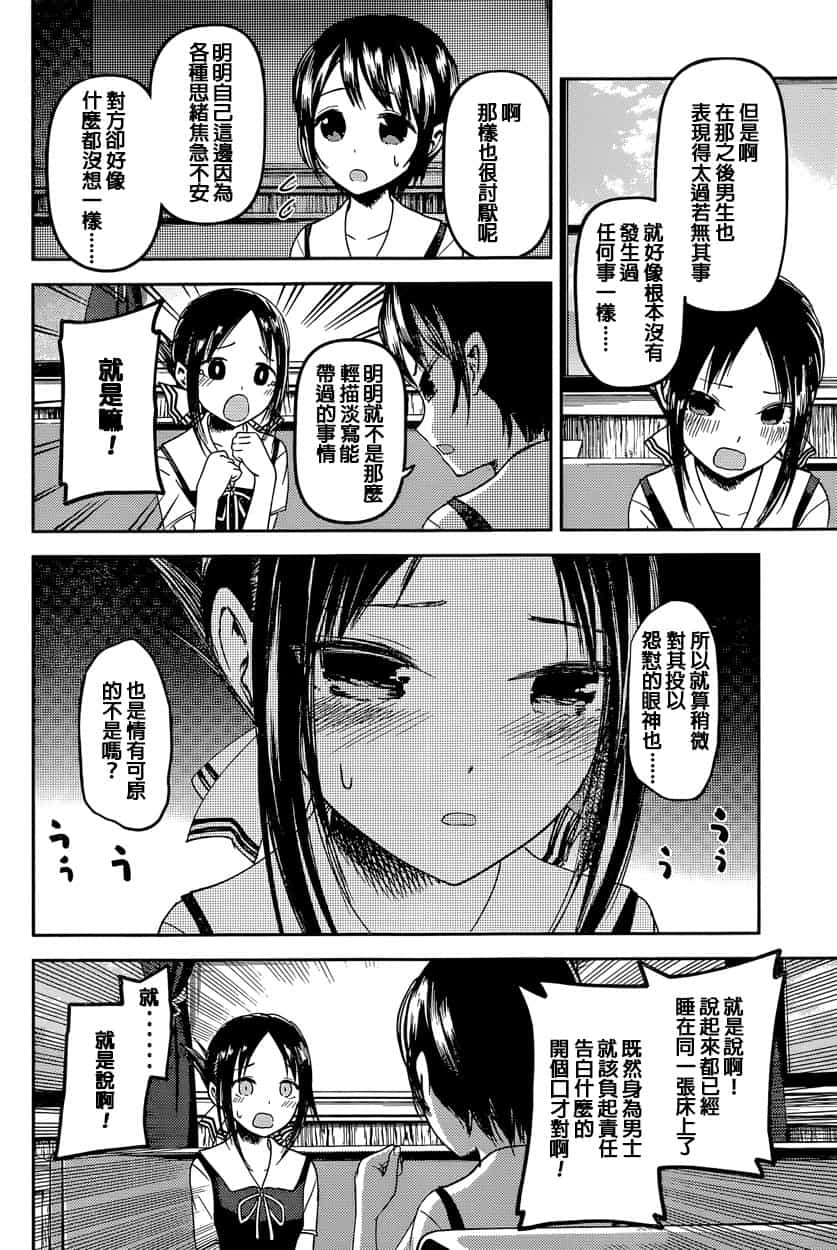 但是啊
在那之後男生也
表現得太過若無其事
就好像根本沒有
發生過
任何事一樣……
啊
那樣也很討厭呢
明明自己這邊因為
各種思緒焦急不安
對方卻好像
什麼都沒想一樣……
明明就不是那麼
輕描淡寫能
帶過的事情
就是嘛！
所以就算稍微
對其投以
怨懟的眼神也……
也是情有可原
的不是嗎？
うっ
うっ
就是說啊！
說起來都已經
睡在同一張床上了
既然身為男士
就該負起責任
告白什麼的
開個口才對啊！
就……
就是說啊！